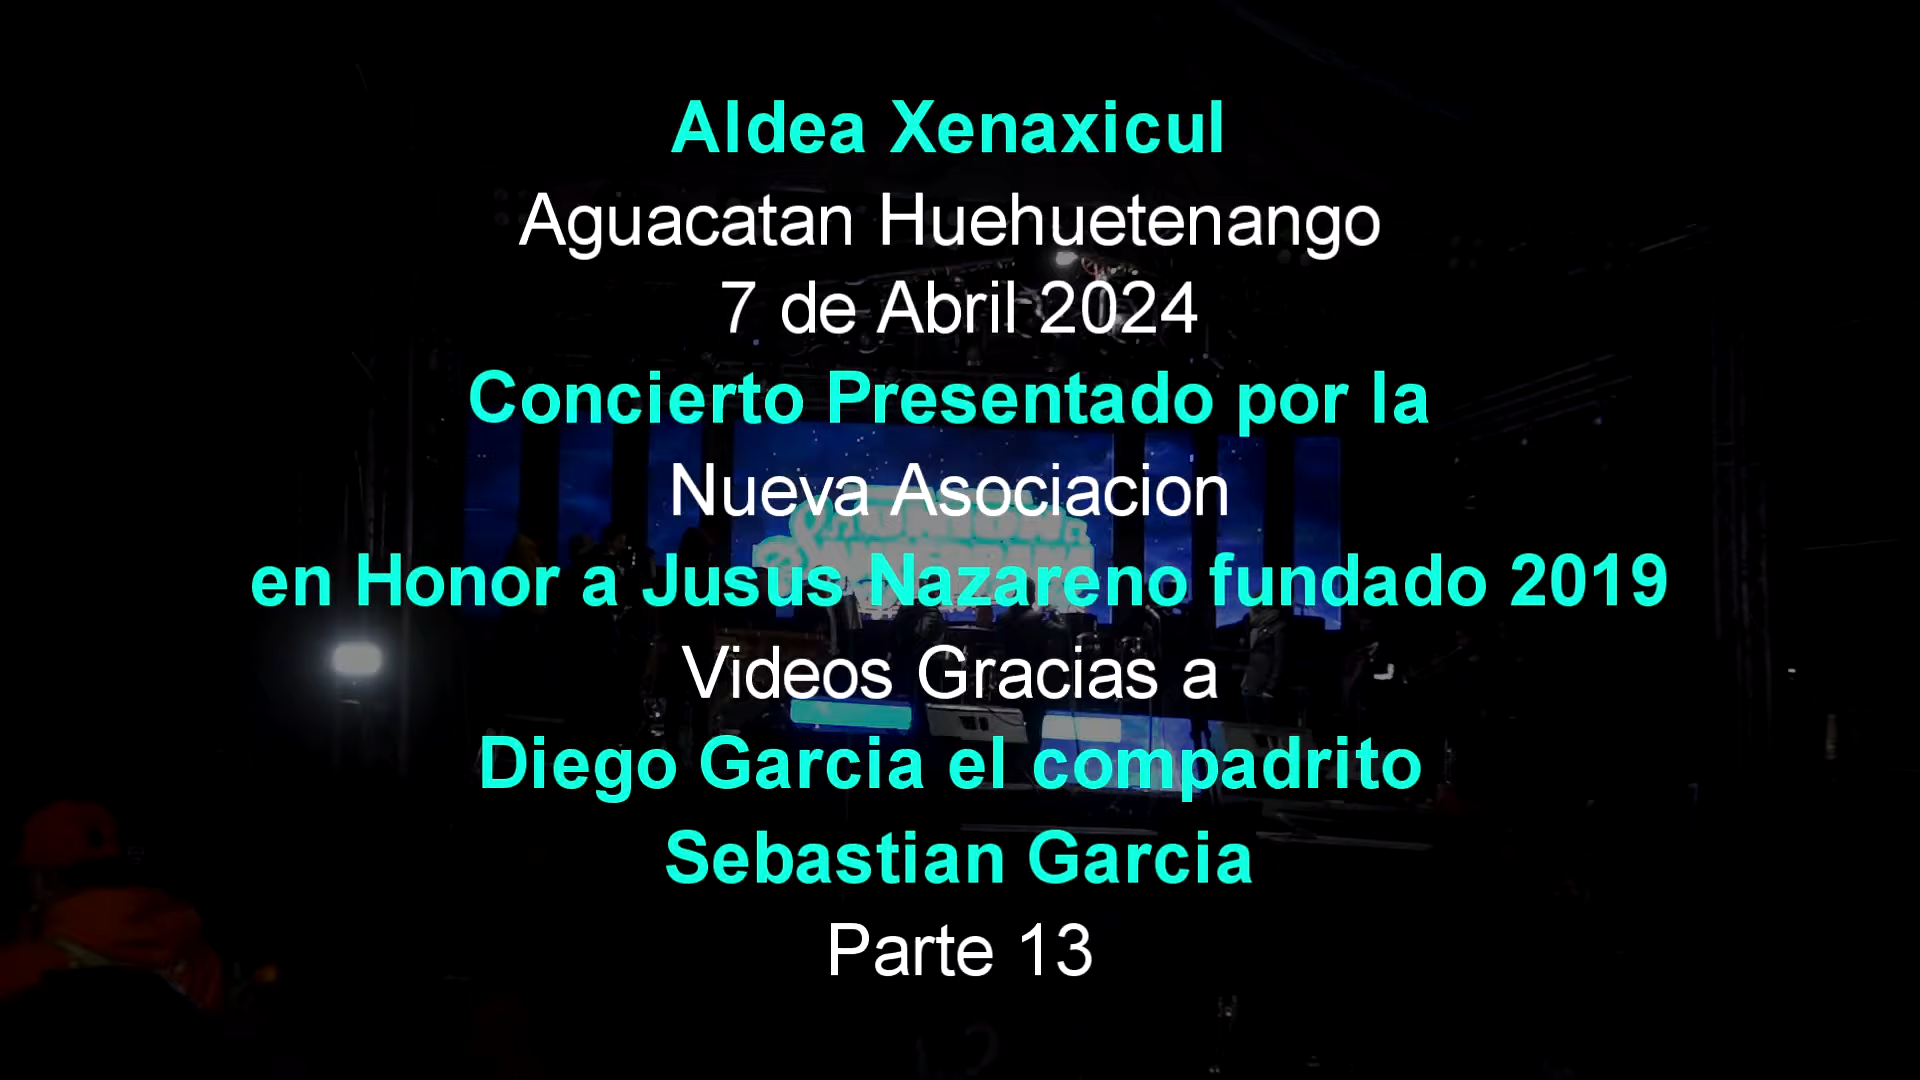 Aldea Xenaxicul
Aguacatan Huehuetenango
7 de Abril 2024
Concierto Presentado por la
Nueva Asociacion
en Honor a Jusus Nazareno fundado 2019
Videos Gracias a
Diego Garcia el compadrito
Sebastian Garcia
Parte 13